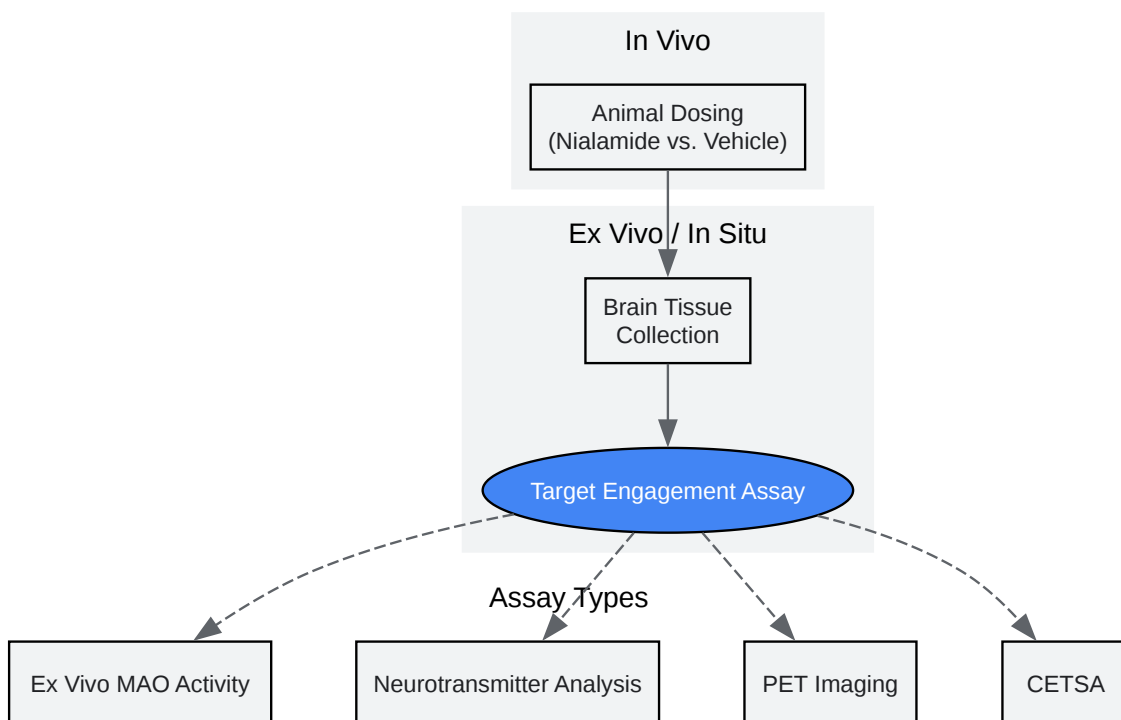 In Vivo
Animal Dosing
(Nialamide vs. Vehicle)
Ex Vivo / In Situ
Brain Tissue
Collection
Target Engagement Assay
Assay Types
Ex Vivo MAO Activity
Neurotransmitter Analysis
PET Imaging
CETSA